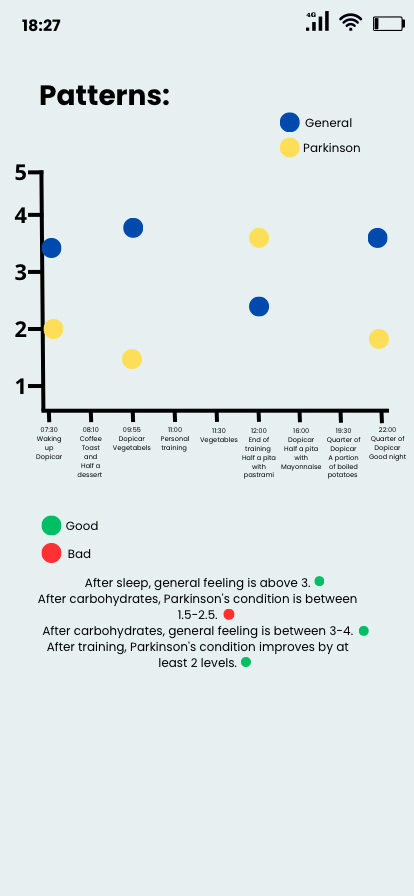 18:27
4G
Patterns:
General
Parkinson
5
4
3
2
1
07:30
Waking
up
Dopicar
08:10
Coffee
Toast
and
Half a
dessert
09:55
Dopicar
Vegetabels
11:00
Personal
training
11:30
Vegetables
12:00
End of
training
Half a pita
with
pastrami
16:00
Dopicar
Half a pita
with
Mayonnaise
19:30
Quarter of
Dopicar
A portion
of boiled
potatoes
22:00
Quarter of
Dopicar
Good night
Good
Bad
After sleep, general feeling is above 3.
After carbohydrates, Parkinson's condition is between
1.5-2.5.
After carbohydrates, general feeling is between 3-4.
After training, Parkinson's condition improves by at
least 2 levels.